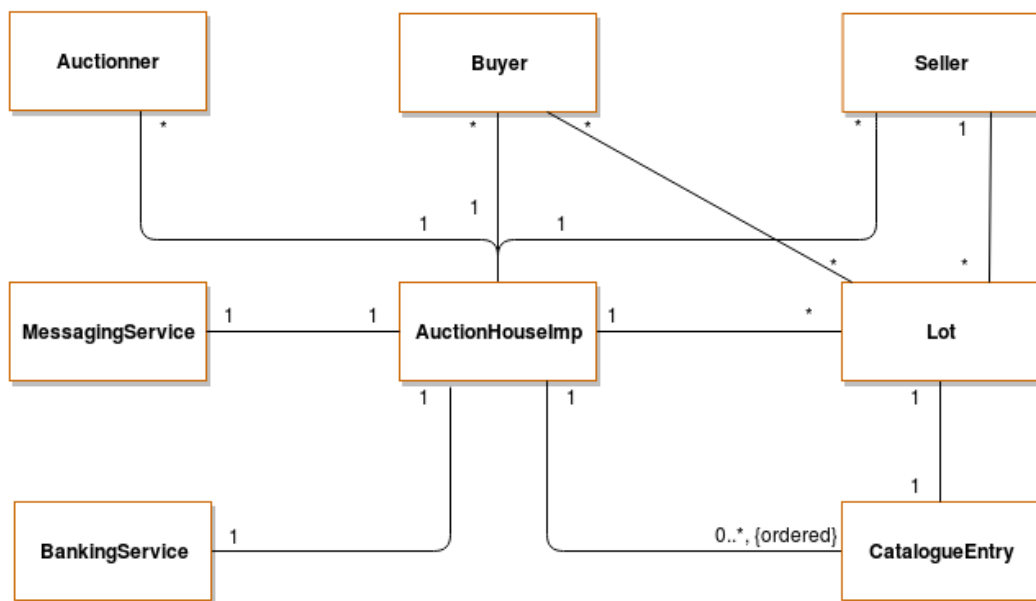 Auctionner
Buyer
Seller
*
*
*
*
1
1
1
1
*
*
MessagingService
1
1
AuctionHouseImp
1
*
Lot
1
1
1
1
BankingService
1
0..*, {ordered}
CatalogueEntry